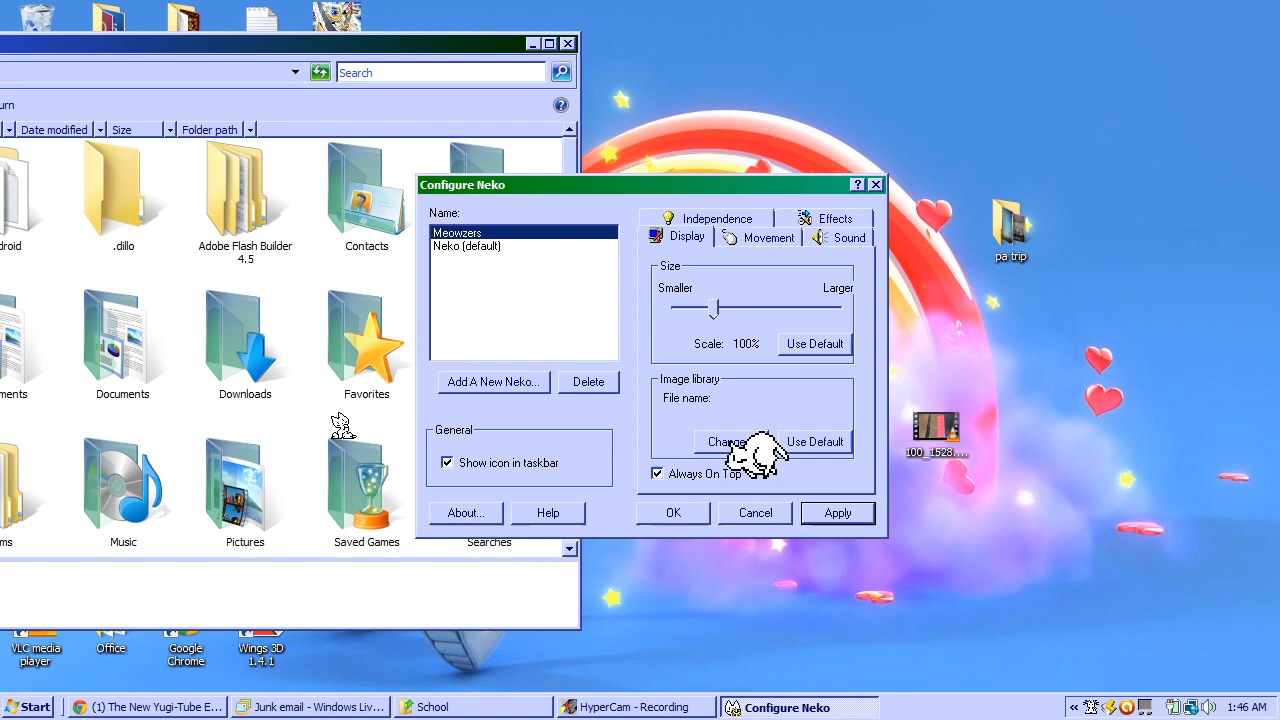 Search
urn
Date modified
Size
Folder path
.dillo
Adobe Flash Builder
4.5
Contacts
Documents
Downloads
Favorites
Music
Pictures
Saved Games
Searches
Configure Neko
Name:
Meowzers
Neko (default)
Add A New Neko...
Delete
General
Show icon in taskbar
About...
Help
Independence
Effects
Display
Movement
Sound
Size
Smaller
Larger
Scale: 100%
Use Default
Image library
File name:
Use Default
Always On Top
OK
Cancel
Apply
pa trip
100_1528....
VLC media
player
Office
Google
Chrome
Wings 3D
1.4.1
Start
(1) The New Yugi-Tube E...
Junk email - Windows Liv...
School
HyperCam - Recording
Configure Neko
1:46 AM